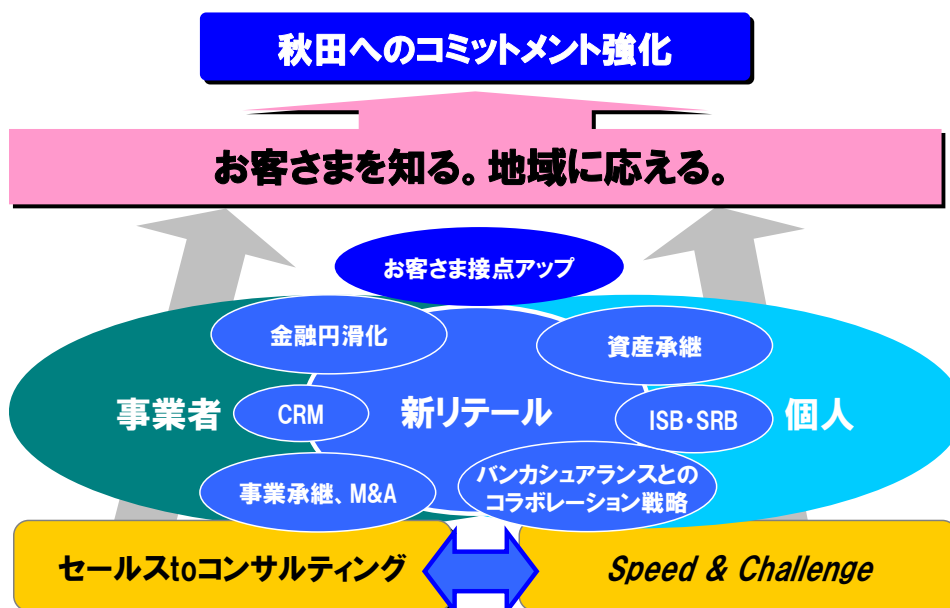 秋田へのコミットメント強化
お客さまを知る。地域に応える。
お客さま接点アップ
金融円滑化
資産承継
事業者
CRM
新リテール
ISB・SRB
個人
事業承継、M&A
バンカシュアランスとの
コラボレーション戦略
セールスtoコンサルティング
Speed & Challenge